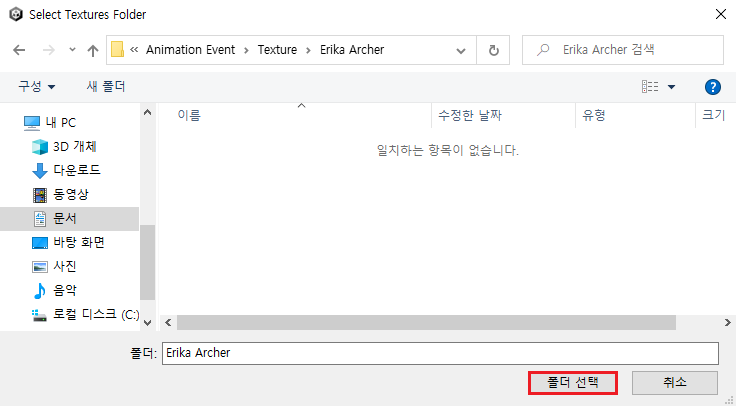 Select Textures Folder
« Animation Event > Texture > Erika Archer
Erika Archer 검색
구성
새 폴더
이름
수정한 날짜
유형
크기
일치하는 항목이 없습니다.
내 PC
3D 개체
다운로드
동영상
문서
바탕 화면
사진
음악
로컬 디스크 (C:)
폴더: Erika Archer
폴더 선택
취소